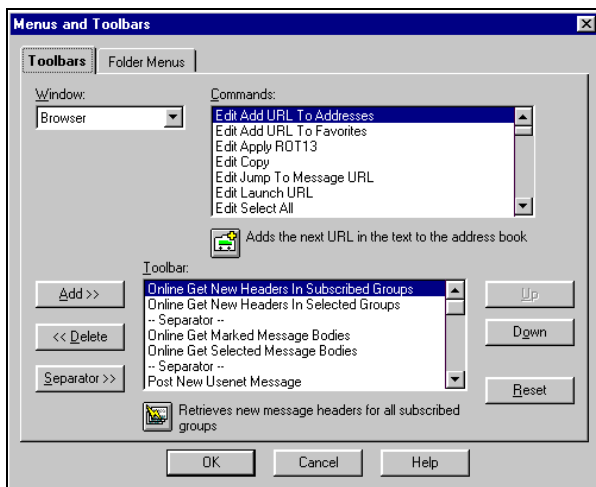 Menus and Toolbars
Toolbars
Folder Menus
Window:
Commands:
Browser
Edit Add URL To Addresses
Edit Add URL To Favorites
Edit Apply ROT13
Edit Copy
Edit Jump To Message URL
Edit Launch URL
Edit Select All
Adds the next URL in the text to the address book
Toolbar:
Add >>
Online Get New Headers In Subscribed Groups
Up
Online Get New Headers In Selected Groups
-- Separator --
<< Delete
Online Get Marked Message Bodies
Down
Online Get Selected Message Bodies
-- Separator --
Separator >>
Post New Usenet Message
Reset
Retrieves new message headers for all subscribed
groups
OK
Cancel
Help